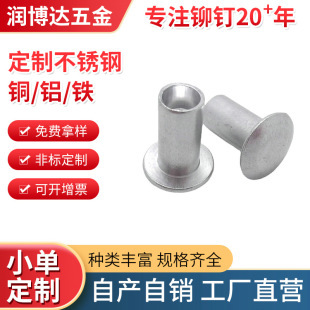 润博达五金
专注铆钉20+年
定制不锈钢
铜/铝/铁
免费拿样
非标定制
可开增票
小单定制
种类丰富 规格齐全
自产自销 工厂直营